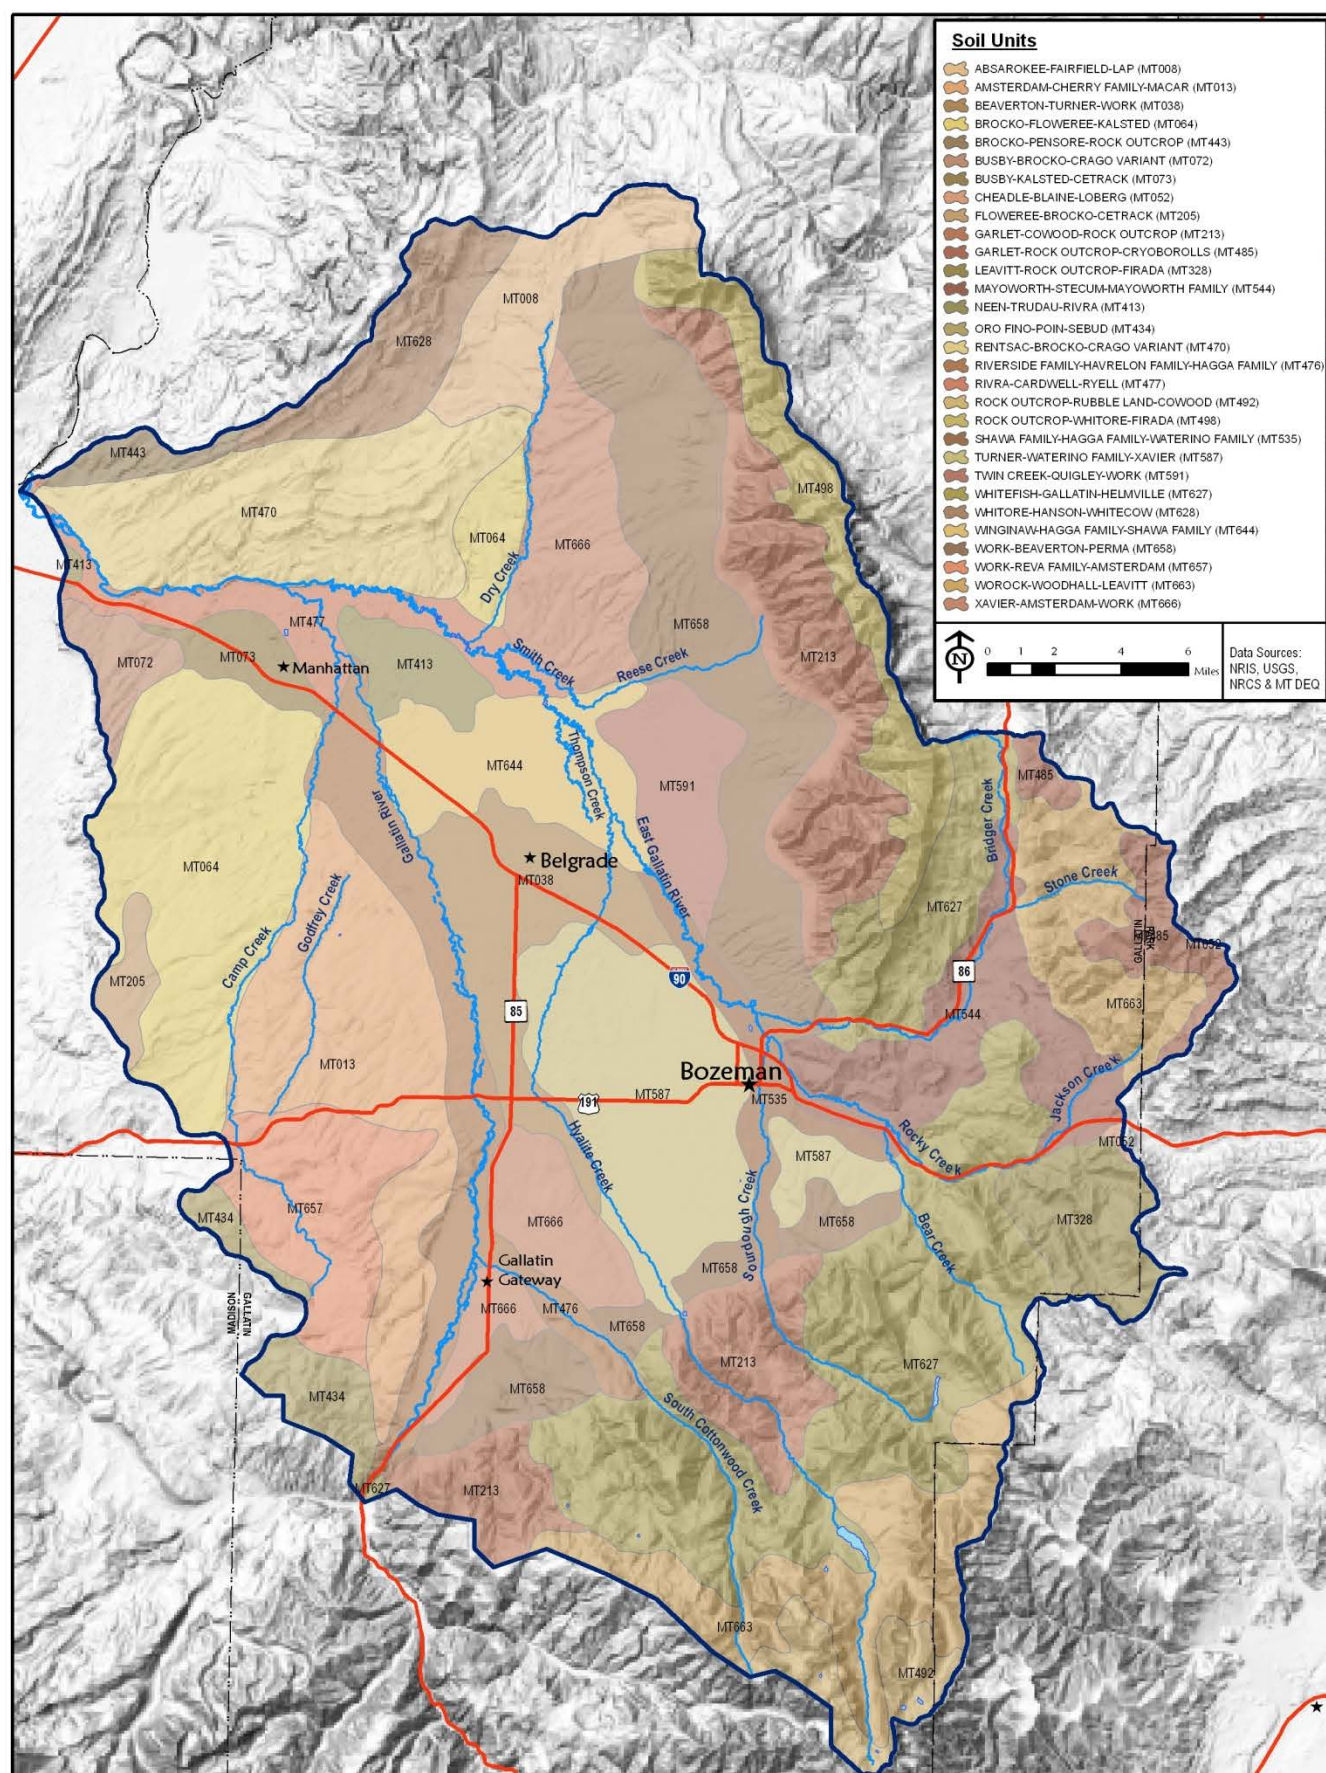 Soil Units
ABSAROKEE-FAIRFIELD-LAP (MT008)
AMSTERDAM-CHERRY FAMILY-MACAR (MT013)
BEAVERTON-TURNER-WORK (MT038)
BROCKO-FLOWEREE-KALSTED (MT064)
BROCKO-PENSORE-ROCK OUTCROP (MT443)
BUSBY-BROCKO-CRAGO VARIANT (MT072)
BUSBY-KALSTED-CETRACK (MT073)
CHEADLE-BLAINE-LOBERG (MT052)
FLOWEREE-BROCKO-CETRACK (MT205)
GARLET-COWOOD-ROCK OUTCROP (MT213)
GARLET-ROCK OUTCROP-CRYOBOROLLS (MT485)
LEAVITT-ROCK OUTCROP-FIRADA (MT328)
MAYOWORTH-STECUM-MAYOWORTH FAMILY (MT544)
NEEN-TRUDAU-RIVRA (MT413)
ORO FINO-POIN-SEBUD (MT434)
RENTSAC-BROCKO-CRAGO VARIANT (MT470)
RIVERSIDE FAMILY-HAVRELON FAMILY-HAGGA FAMILY (MT476)
RIVRA-CARDWELL-RYELL (MT477)
ROCK OUTCROP-RUBBLE LAND-COWOOD (MT492)
ROCK OUTCROP-WHITORE-FIRADA (MT498)
SHAWA FAMILY-HAGGA FAMILY-WATERINO FAMILY (MT535)
TURNER-WATERINO FAMILY-XAVIER (MT587)
TWIN CREEK-QUIGLEY-WORK (MT591)
WHITEFISH-GALLATIN-HELMVILLE (MT627)
WHITORE-HANSON-WHITECOW (MT628)
WINGINAW-HAGGA FAMILY-SHAWA FAMILY (MT644)
WORK-BEAVERTON-PERMA (MT658)
WORK-REVA FAMILY-AMSTERDAM (MT657)
WOROCK-WOODHALL-LEAVITT (MT663)
XAVIER-AMSTERDAM-WORK (MT666)
N
0 1 2 4 6
Miles
Data Sources:
NRIS, USGS,
NRCS & MT DEQ
MT008
MT628
MT443
MT498
MT470
MT064
MT666
Dry Creek
MT413
MT477
MT658
MT213
Smith Creek
Reese Creek
MT072
MT073
Manhattan
MT413
Thompson Creek
MT644
MT591
MT485
Bridger Creek
Gallatin River
East Gallatin River
MT064
Belgrade
MT038
Stone Creek
MT627
Godfrey Creek
Camp Creek
GALLATIN
PARK
MT485
MT052
MT205
90
86
85
MT663
MT544
MT013
Bozeman
Jackson Creek
191
MT587
MT535
Hyalite Creek
Rocky Creek
MT052
MT587
Sourdough Creek
MT657
MT434
MT666
MT658
Bear Creek
MT328
Gallatin
Gateway
MT658
GALLATIN
MADISON
MT666
MT476
MT658
MT213
MT627
MT434
MT658
South Cottonwood Creek
MT627
MT213
MT663
MT492